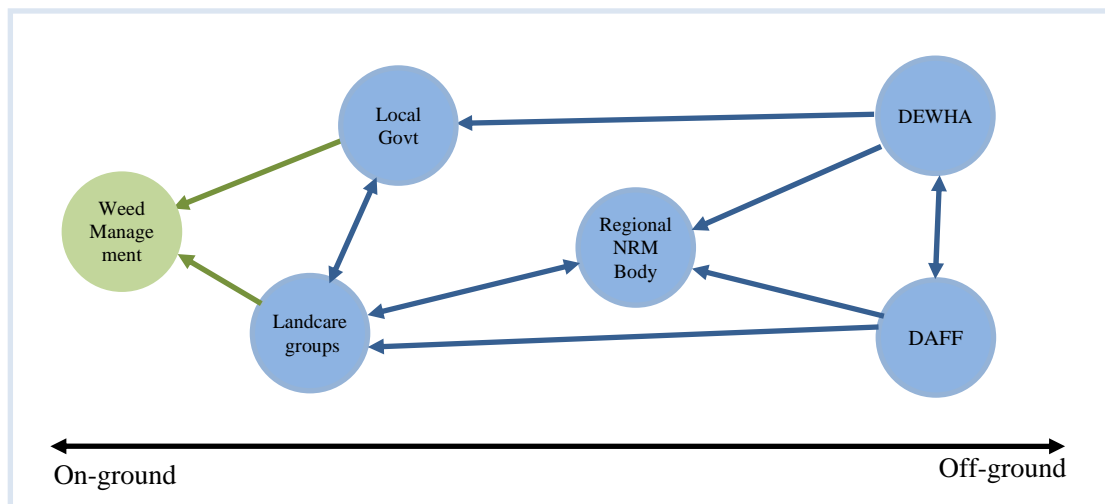 Local
Govt
DEWHA
Weed
Manage
ment
Regional
NRM
Body
Landcare
groups
DAFF
On-ground
Off-ground